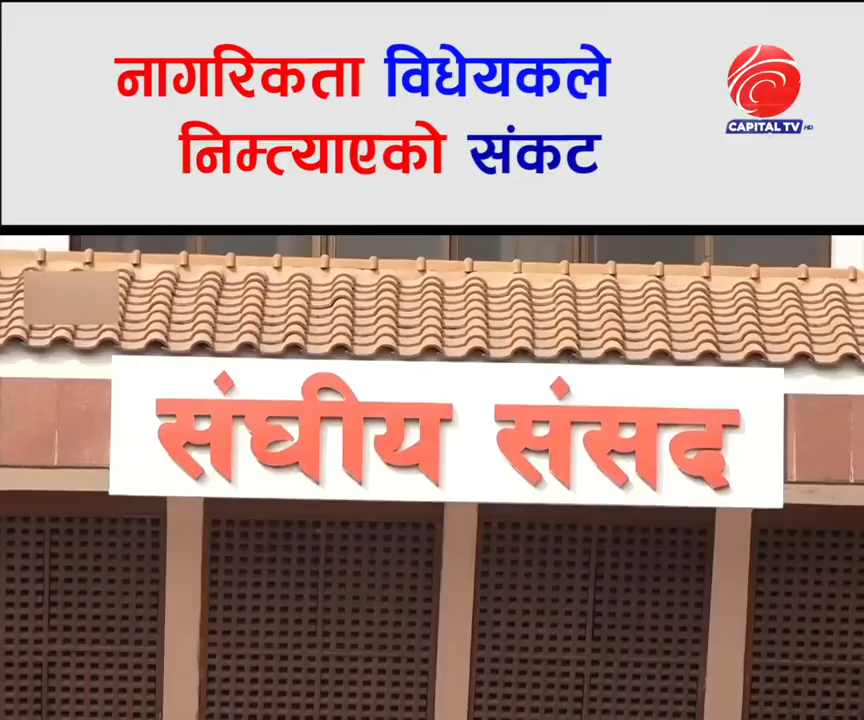 नागरिकता विधेयकले
निम्त्याएको संकट
CAPITAL TV HD
संघीय संसद